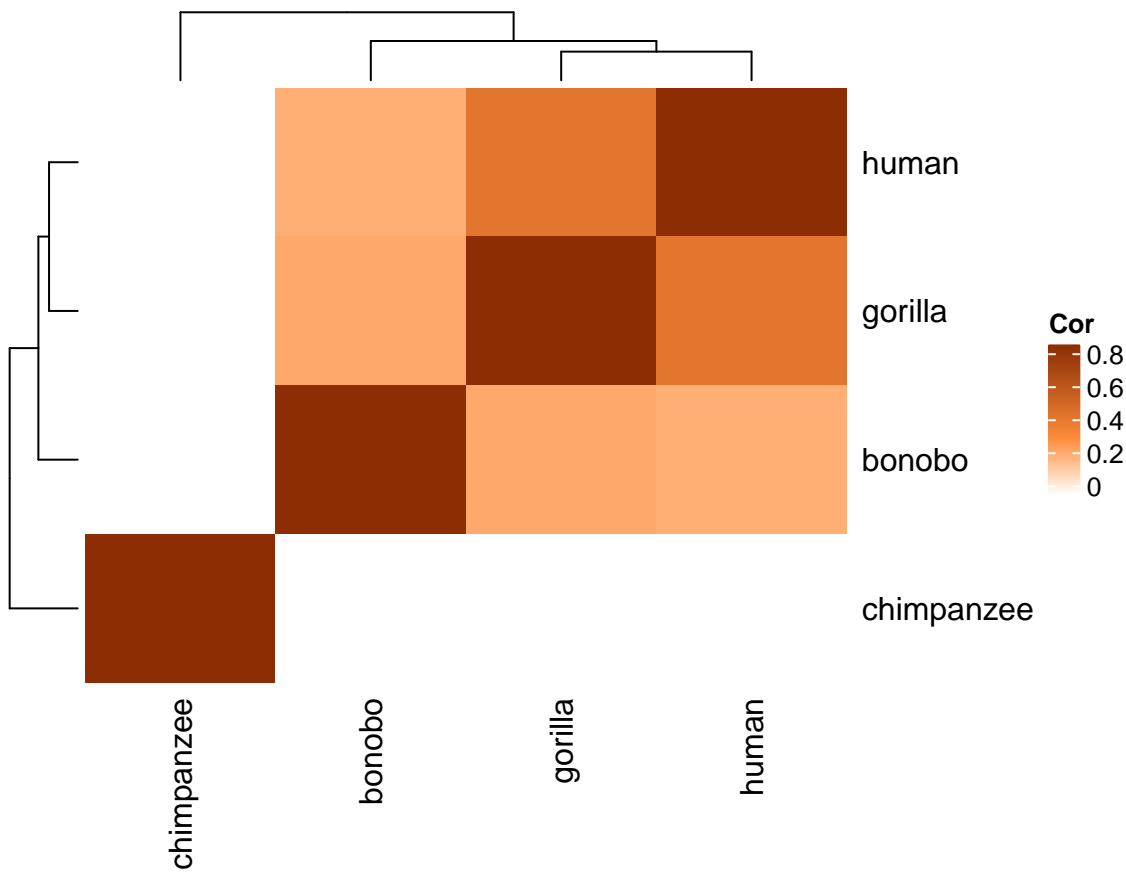 human
gorilla
bonobo
chimpanzee
Cor
0.8
0.6
0.4
0.2
0
chimpanzee
bonobo
gorilla
human